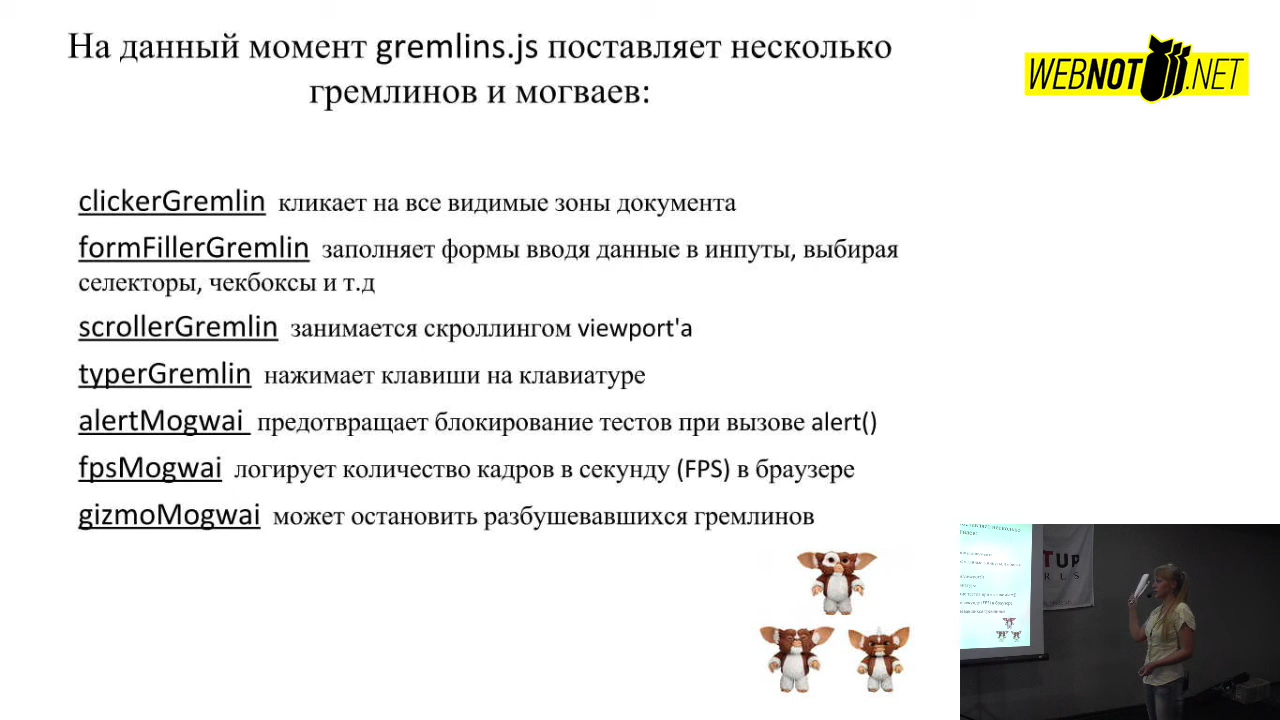 На данный момент gremlins.js поставляет несколько
гремлинов и могваев:
WEBNOT.NET
clickerGremlin кликает на все видимые зоны документа
formFillerGremlin заполняет формы вводя данные в инпуты, выбирая
селекторы, чекбоксы и т.д
scrollerGremlin занимается скроллингом viewport'а
typerGremlin нажимает клавиши на клавиатуре
alertMogwai предотвращает блокирование тестов при вызове alert()
fpsMogwai логирует количество кадров в секунду (FPS) в браузере
gizmoMogwai может остановить разбушевавшихся гремлинов